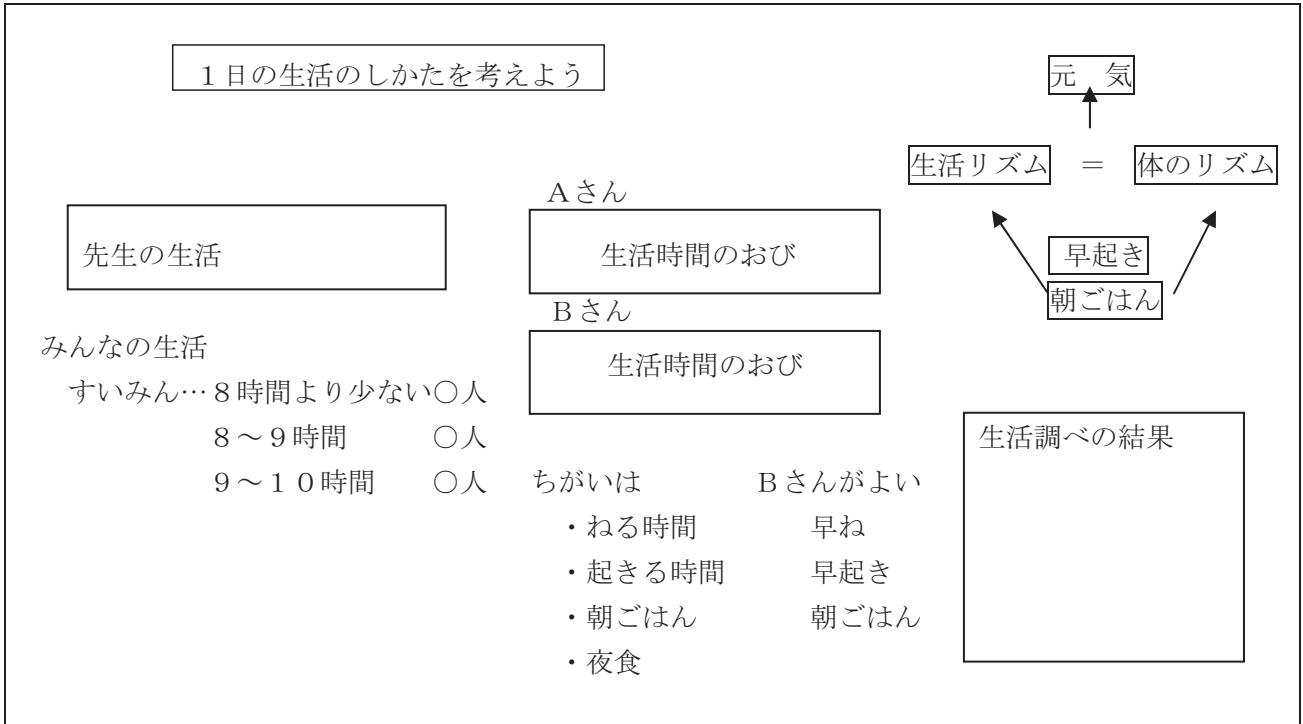 １日の生活のしかたを考えよう
先生の生活
みんなの生活
すいみん…８時間より少ない○人
８～９時間　　　○人
９～１０時間　　○人
Ａさん
生活時間のおび
Ｂさん
生活時間のおび
ちがいは　　　Ｂさんがよい
・ねる時間　　　早ね
・起きる時間　　早起き
・朝ごはん　　　朝ごはん
・夜食
元　気
生活リズム　＝　体のリズム
早起き
朝ごはん
生活調べの結果